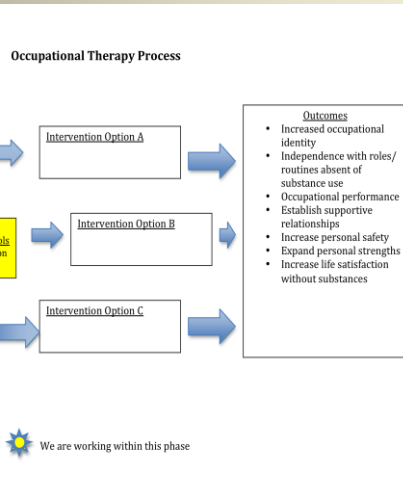 Occupational Therapy Process
Intervention Option A
Intervention Option B
Intervention Option C
Outcomes
• Increased occupational
identity
• Independence with roles/
routines absent of
substance use
• Occupational performance
• Establish supportive
relationships
• Increase personal safety
• Expand personal strengths
• Increase life satisfaction
without substances
We are working within this phase